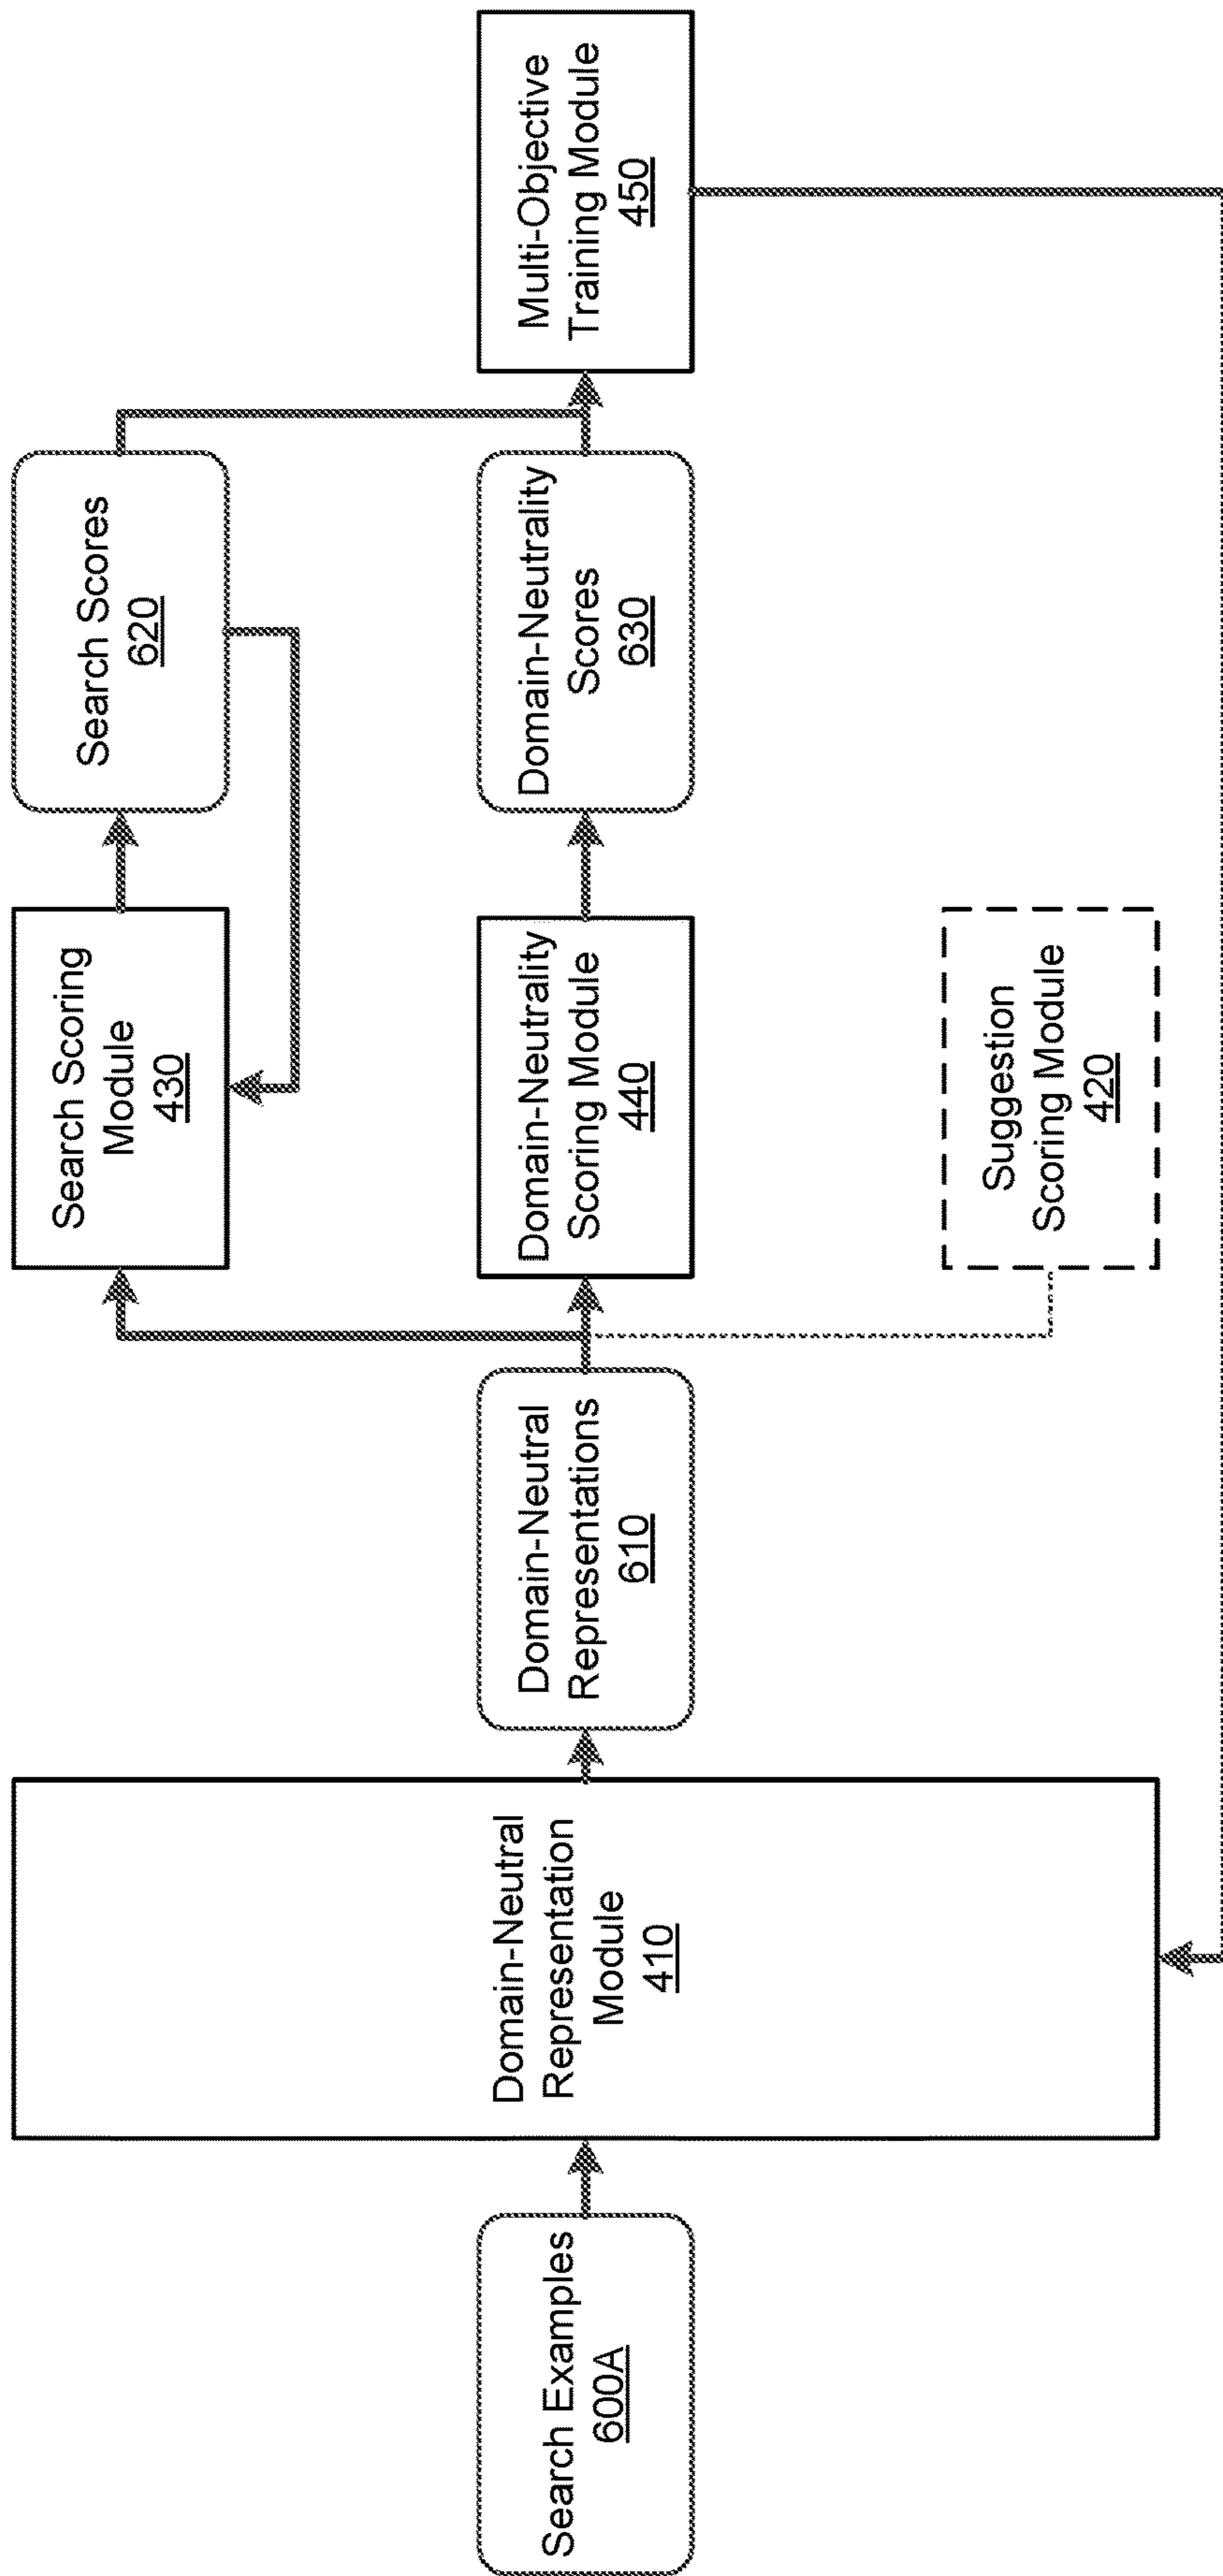 Search Examples
600A
Domain-Neutral
Representation
Module
410
Domain-Neutral
Representations
610
Search Scoring
Module
430
Search Scores
620
Domain-Neutrality
Scoring Module
440
Domain-Neutrality
Scores
630
Suggestion
Scoring Module
420
Multi-Objective
Training Module
450